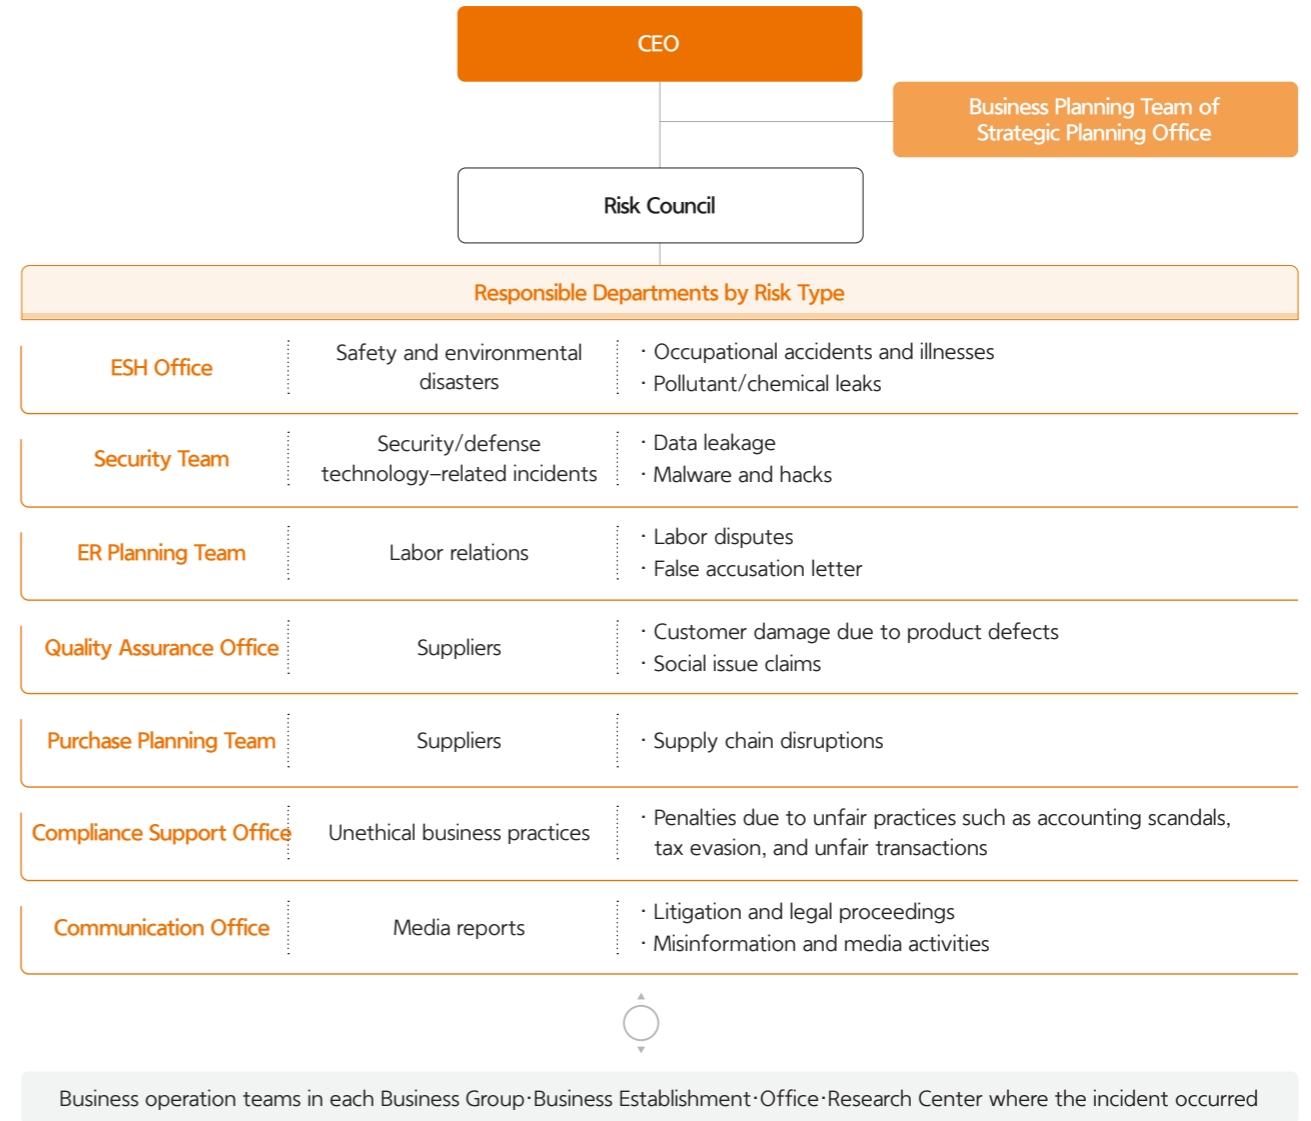 CEO
Business Planning Team of
Strategic Planning Office
Risk Council
Responsible Departments by Risk Type
ESH Office
Safety and environmental
disasters
· Occupational accidents and illnesses
· Pollutant/chemical leaks
Security Team
Security/defense
technology–related incidents
· Data leakage
· Malware and hacks
ER Planning Team
Labor relations
· Labor disputes
· False accusation letter
Quality Assurance Office
Suppliers
· Customer damage due to product defects
· Social issue claims
Purchase Planning Team
Suppliers
· Supply chain disruptions
Compliance Support Office
Unethical business practices
· Penalties due to unfair practices such as accounting scandals,
tax evasion, and unfair transactions
Communication Office
Media reports
· Litigation and legal proceedings
· Misinformation and media activities
Business operation teams in each Business Group·Business Establishment·Office·Research Center where the incident occurred